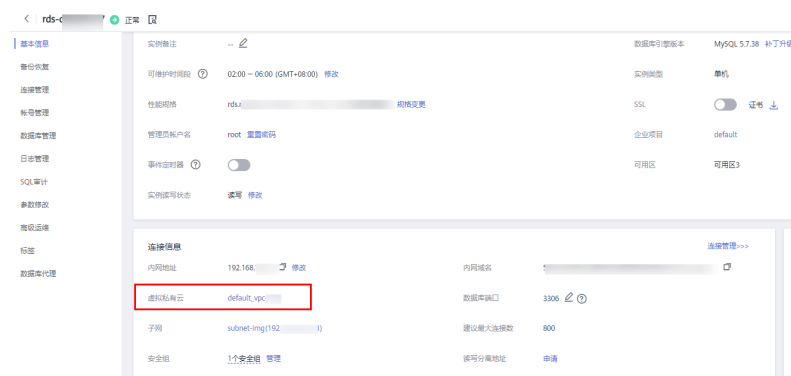 rds- 正常
基本信息
备份恢复
连接管理
帐号管理
数据库管理
日志管理
SQL审计
参数修改
高级运维
标签
数据库代理
实例备注 -- 数据库引擎版本 MySQL 5.7.38 补丁升级
可维护时间段 02:00 – 06:00 (GMT+08:00) 修改 实例类型 单机
性能规格 rds. 规格变更 SSL 证书
管理员帐户名 root 重置密码 企业项目 default
事件定时器 可用区 可用区3
实例读写状态 读写 修改
连接信息 连接管理>>>
内网地址 192.168. 修改 内网域名
虚拟私有云 default_vpc 数据库端口 3306
子网 subnet-img(192 ) 建议最大连接数 800
安全组 1个安全组 管理 读写分离地址 申请